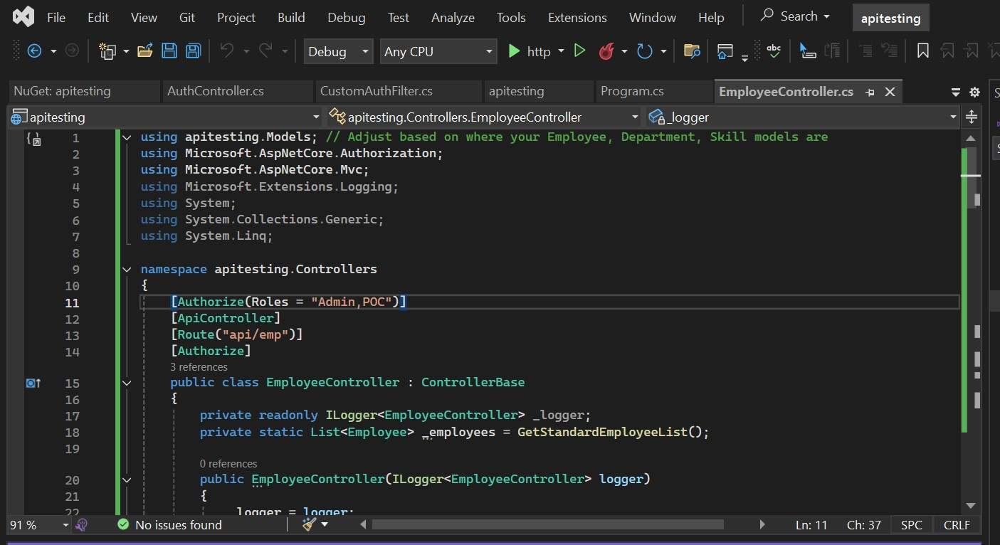 File Edit View Git Project Build Debug Test Analyze Tools Extensions Window Help Search apitesting
Debug Any CPU http abc
NuGet: apitesting AuthController.cs CustomAuthFilter.cs apitesting Program.cs EmployeeController.cs
apitesting apitesting.Controllers.EmployeeController _logger
1 using apitesting.Models; // Adjust based on where your Employee, Department, Skill models are
2 using Microsoft.AspNetCore.Authorization;
3 using Microsoft.AspNetCore.Mvc;
4 using Microsoft.Extensions.Logging;
5 using System;
6 using System.Collections.Generic;
7 using System.Linq;
8
9 namespace apitesting.Controllers
10 {
11 [Authorize(Roles = "Admin,POC")]
12 [ApiController]
13 [Route("api/emp")]
14 [Authorize]
3 references
15 public class EmployeeController : ControllerBase
16 {
17 private readonly ILogger<EmployeeController> _logger;
18 private static List<Employee> _employees = GetStandardEmployeeList();
19
0 references
20 public EmployeeController(ILogger<EmployeeController> logger)
21 {
22 _logger = logger;
91 % No issues found Ln: 11 Ch: 37 SPC CRLF